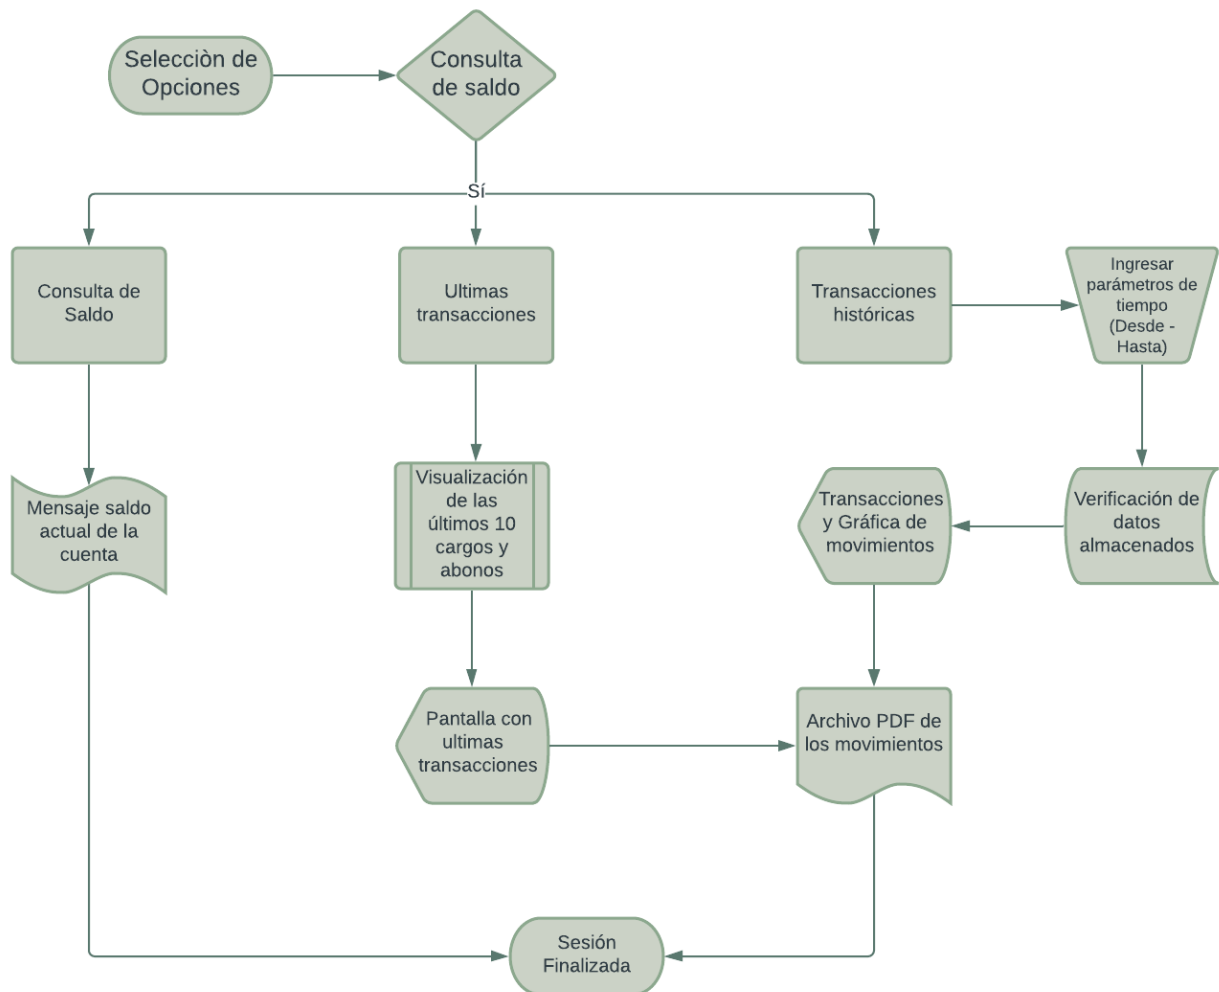 Selecciòn de
Opciones
Consulta
de saldo
Sí
Consulta de
Saldo
Ultimas
transacciones
Transacciones
históricas
Ingresar
parámetros de
tiempo
(Desde -
Hasta)
Mensaje saldo
actual de la
cuenta
Visualización
de las
últimos 10
cargos y
abonos
Transacciones
y Gráfica de
movimientos
Verificación de
datos
almacenados
Pantalla con
ultimas
transacciones
Archivo PDF de
los movimientos
Sesión
Finalizada